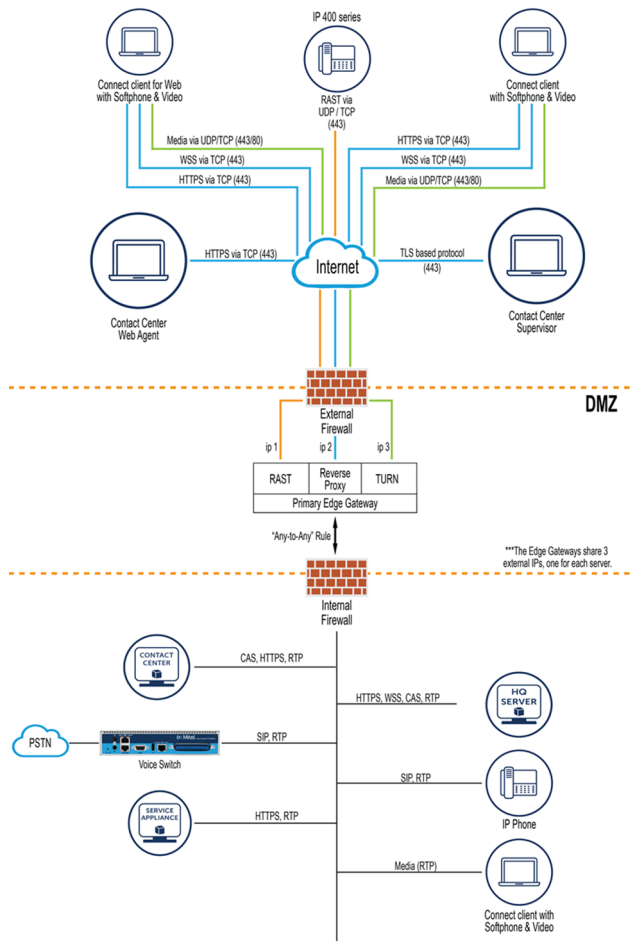 IP 400 series
Connect client for Web
with Softphone & Video
Connect client
with Softphone & Video
RAST via
UDP / TCP
(443)
Media via UDP/TCP (443/80)
WSS via TCP (443)
HTTPS via TCP (443)
HTTPS via TCP (443)
WSS via TCP (443)
Media via UDP/TCP (443/80)
HTTPS via TCP (443)
Internet
TLS based protocol
(443)
Contact Center
Web Agent
Contact Center
Supervisor
DMZ
External
Firewall
ip 1
ip 2
ip 3
RAST
Reverse
Proxy
TURN
Primary Edge Gateway
"Any-to-Any" Rule
***The Edge Gateways share 3
external IPs, one for each server.
Internal
Firewall
CONTACT
CENTER
CAS, HTTPS, RTP
HTTPS, WSS, CAS, RTP
HQ
SERVER
PSTN
Mitel
Voice Switch
SIP, RTP
SIP, RTP
IP Phone
SERVICE
APPLIANCE
HTTPS, RTP
Media (RTP)
Connect client with
Softphone & Video